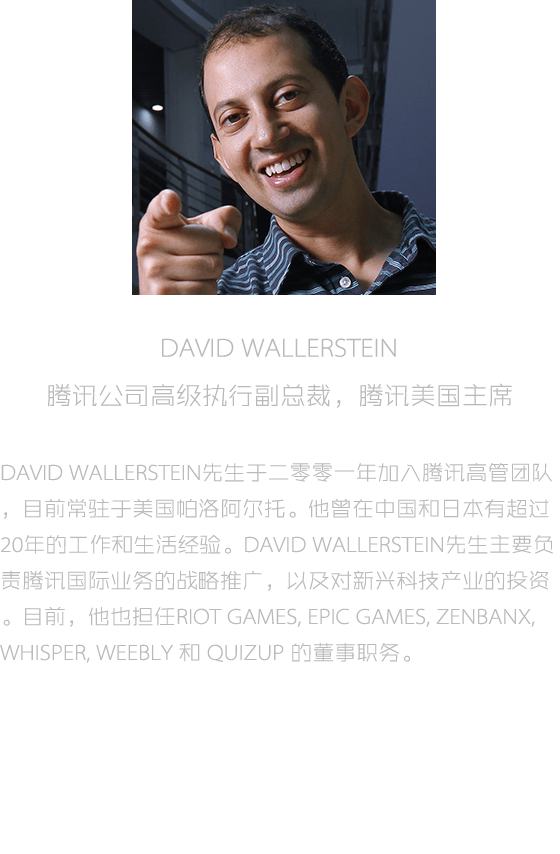 DAVID WALLERSTEIN
腾讯公司高级执行副总裁，腾讯美国主席
DAVID WALLERSTEIN先生于二零零一年加入腾讯高管团队
，目前常驻于美国帕洛阿尔托。他曾在中国和日本有超过
20年的工作和生活经验。DAVID WALLERSTEIN先生主要负
责腾讯国际业务的战略推广，以及对新兴科技产业的投资
。目前，他也担任RIOT GAMES, EPIC GAMES, ZENBANX,
WHISPER, WEEBLY 和 QUIZUP 的董事职务。